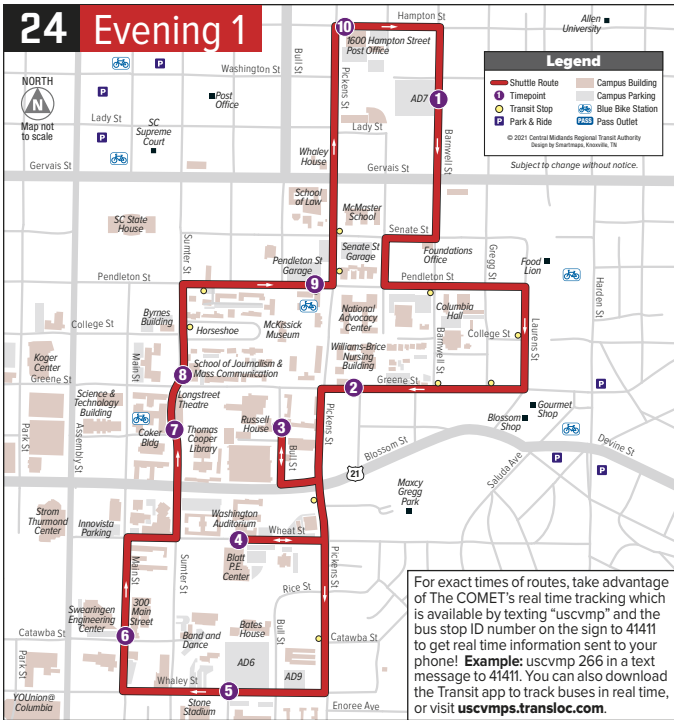 24 Evening 1
NORTH
N
Map not
to scale
Hampton St
Allen
University
10
1600 Hampton Street
Post Office
Bull St
Pickens St
Washington St
P
P
Post
Office
Lady St
SC
Supreme
Court
P
AD7
1
Lady St
Barnwell St
Whaley
House
Gervais St
Gervais St
Legend
Shuttle Route
1 Timepoint
Transit Stop
P Park & Ride
Campus Building
Campus Parking
Blue Bike Station
PASS Pass Outlet
© 2021 Central Midlands Regional Transit Authority
Design by Smartmaps, Knoxville, TN
Subject to change without notice.
School
of Law
McMaster
School
SC State
House
Sumter St
Senate St
Senate St
Garage
Foundations
Office
Gregg St
Food
Lion
Pendleton St
Garage
Pendleton St
9
Pendleton St
Harden St
Byrnes
Building
Horseshoe
McKissick
Museum
National
Advocacy
Center
Columbia
Hall
College St
College St
Laurens St
Barnwell St
Koger
Center
Main St
Williams-Brice
Nursing
Building
8
School of Journalism &
Mass Communication
Greene St
Greene St
2
P
Science &
Technology
Building
Longstreet
Theatre
Russell
House
3
Pickens St
Gourmet
Shop
Blossom
Shop
Coker
Bldg
7
Thomas
Cooper
Library
Bull St
Blossom St
Devine St
Park St
Assembly St
21
Saluda Ave
P
P
Maxcy
Gregg
Park
Strom
Thurmond
Center
Innovista
Parking
Washington
Auditorium
Wheat St
4
Blatt
P.E.
Center
Pickens St
Main St
Sumter St
Rice St
Swearingen
Engineering
Center
300
Main
Street
Catawba St
6
Band and
Dance
Bates
House
Bull St
Catawba St
Park St
AD6
AD9
Whaley St
5
YOUnion@
Columbia
Stone
Stadium
Enoree Ave
For exact times of routes, take advantage
of The COMET's real time tracking which
is available by texting "uscvmp" and the
bus stop ID number on the sign to 41411
to get real time information sent to your
phone! Example: uscvmp 266 in a text
message to 41411. You can also download
the Transit app to track buses in real time,
or visit uscvmps.transloc.com.